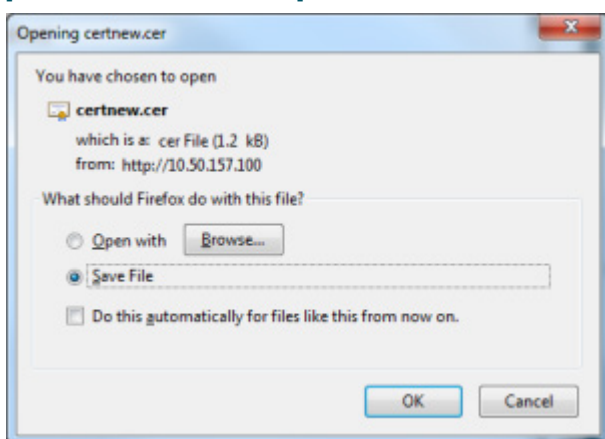 Opening certnew.cer
You have chosen to open
certnew.cer
which is a: cer File (1.2 kB)
from: http://10.50.157.100
What should Firefox do with this file?
Open with Browse...
Save File
Do this automatically for files like this from now on.
OK Cancel